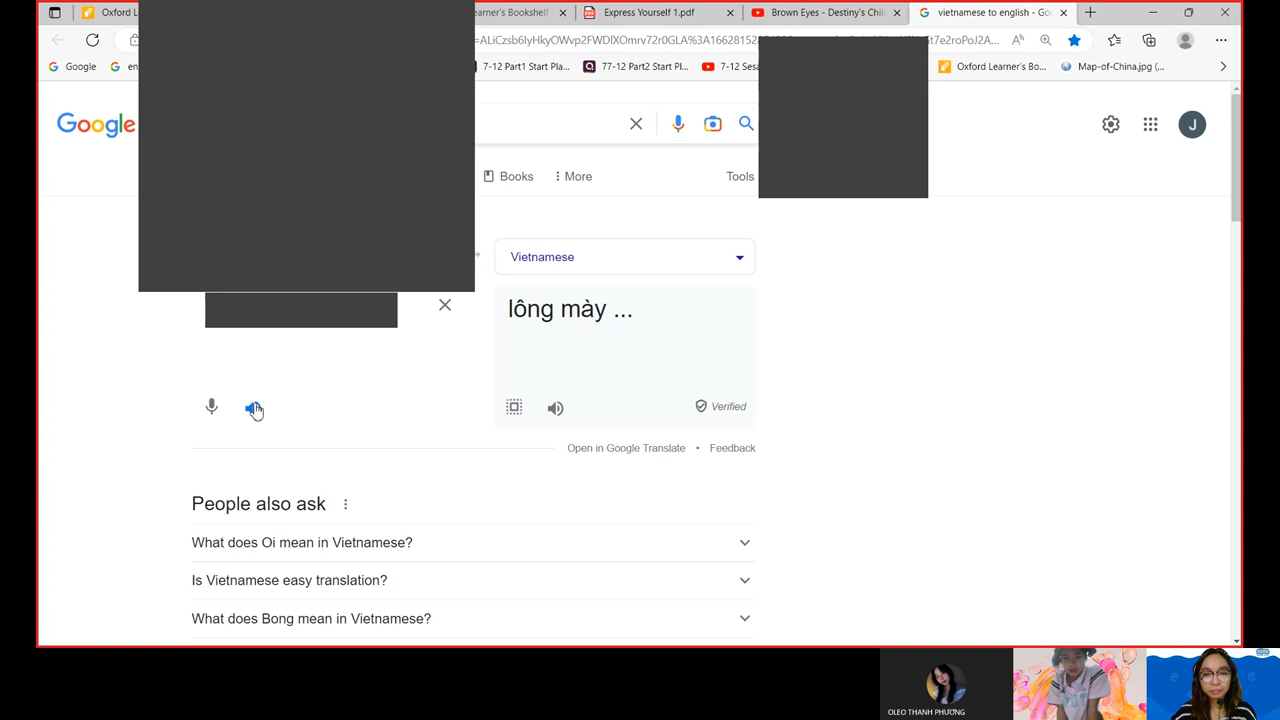 Oxford L
earner's Bookshelf
Express Yourself 1.pdf
Brown Eyes - Destiny's Chil
vietnamese to english - Goo
Google
en
7-12 Part1 Start Pla...
77-12 Part2 Start Pl...
7-12 Ses
Oxford Learner's Bo...
Map-of-China.jpg (...
Google
J
Books
More
Tools
Vietnamese
lông mày ...
Verified
Open in Google Translate • Feedback
People also ask
What does Oi mean in Vietnamese?
Is Vietnamese easy translation?
What does Bong mean in Vietnamese?
OLEO THANH PHƯƠNG